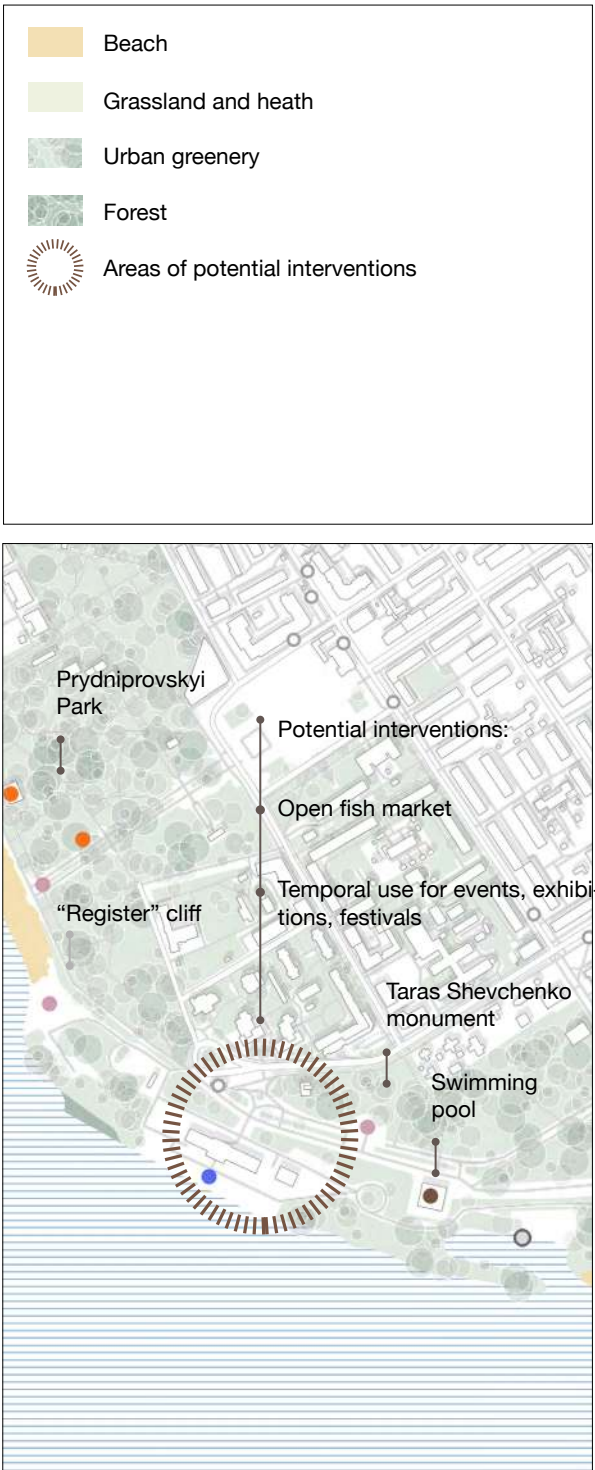 Beach
Grassland and heath
Urban greenery
Forest
Areas of potential interventions
Prydniprovskyi
Park
Potential interventions:
Open fish market
“Register” cliff
Temporal use for events, exhibi-
tions, festivals
Taras Shevchenko
monument
Swimming
pool